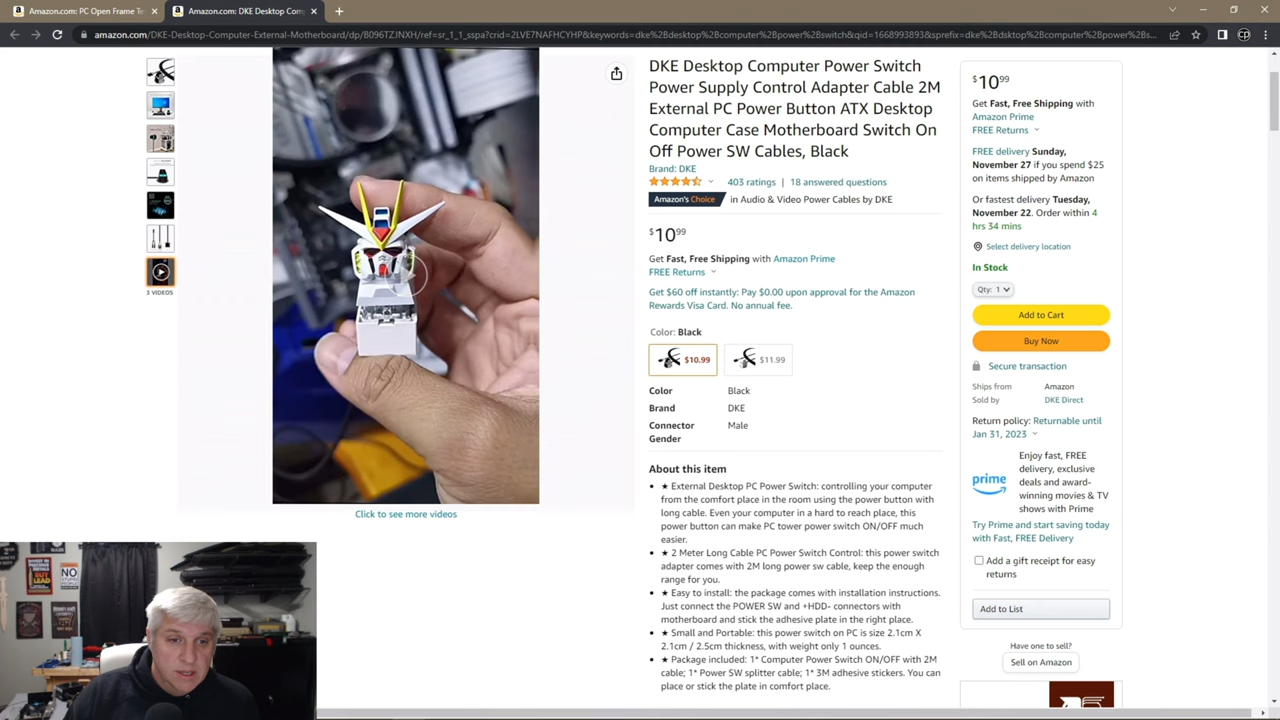 Amazon.com: PC Open Frame Te
Amazon.com: DKE Desktop Com
amazon.com/DKE-Desktop-Computer-External-Motherboard/dp/B096TZJNXH/ref=sr_1_1_sspa?crid=2LVE7NAFHCYHP&keywords=dke%2Bdesktop%2Bcomputer%2Bpower%2Bswitch&qid=1668993893&sprefix=dke%2Bdsktop%2Bcomputer%2Bpower%2Bs...
3 VIDEOS
Click to see more videos
DKE Desktop Computer Power Switch
Power Supply Control Adapter Cable 2M
External PC Power Button ATX Desktop
Computer Case Motherboard Switch On
Off Power SW Cables, Black
Brand: DKE
403 ratings | 18 answered questions
Amazon's Choice in Audio & Video Power Cables by DKE
$10 99
Get Fast, Free Shipping with Amazon Prime
FREE Returns
Get $60 off instantly: Pay $0.00 upon approval for the Amazon
Rewards Visa Card. No annual fee.
Color: Black
$10.99 $11.99
Color Black
Brand DKE
Connector Male
Gender
About this item
★ External Desktop PC Power Switch: controlling your computer
from the comfort place in the room using the power button with
long cable. Even your computer in a hard to reach place, this
power button can make PC tower power switch ON/OFF much
easier.
★ 2 Meter Long Cable PC Power Switch Control: this power switch
adapter comes with 2M long power sw cable, keep the enough
range for you.
★ Easy to install: the package comes with installation instructions.
Just connect the POWER SW and +HDD- connectors with
motherboard and stick the adhesive plate in the right place.
★ Small and Portable: this power switch on PC is size 2.1cm X
2.1cm / 2.5cm thickness, with weight only 1 ounces.
★ Package included: 1* Computer Power Switch ON/OFF with 2M
cable; 1* Power SW splitter cable; 1* 3M adhesive stickers. You can
place or stick the plate in comfort place.
$10 99
Get Fast, Free Shipping with
Amazon Prime
FREE Returns
FREE delivery Sunday,
November 27 if you spend $25
on items shipped by Amazon
Or fastest delivery Tuesday,
November 22. Order within 4
hrs 34 mins
Select delivery location
In Stock
Qty: 1
Add to Cart
Buy Now
Secure transaction
Ships from Amazon
Sold by DKE Direct
Return policy: Returnable until
Jan 31, 2023
prime
Enjoy fast, FREE
delivery, exclusive
deals and award-
winning movies & TV
shows with Prime
Try Prime and start saving today
with Fast, FREE Delivery
Add a gift receipt for easy
returns
Add to List
Have one to sell?
Sell on Amazon
NO
STUPID
LEAD